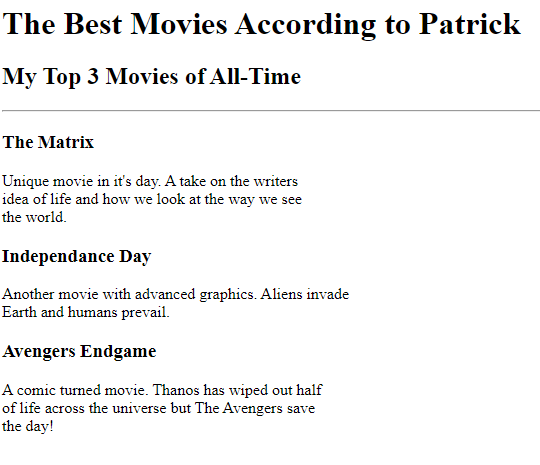 The Best Movies According to Patrick
My Top 3 Movies of All-Time
The Matrix
Unique movie in it's day. A take on the writers
idea of life and how we look at the way we see
the world.
Independance Day
Another movie with advanced graphics. Aliens invade
Earth and humans prevail.
Avengers Endgame
A comic turned movie. Thanos has wiped out half
of life across the universe but The Avengers save
the day!